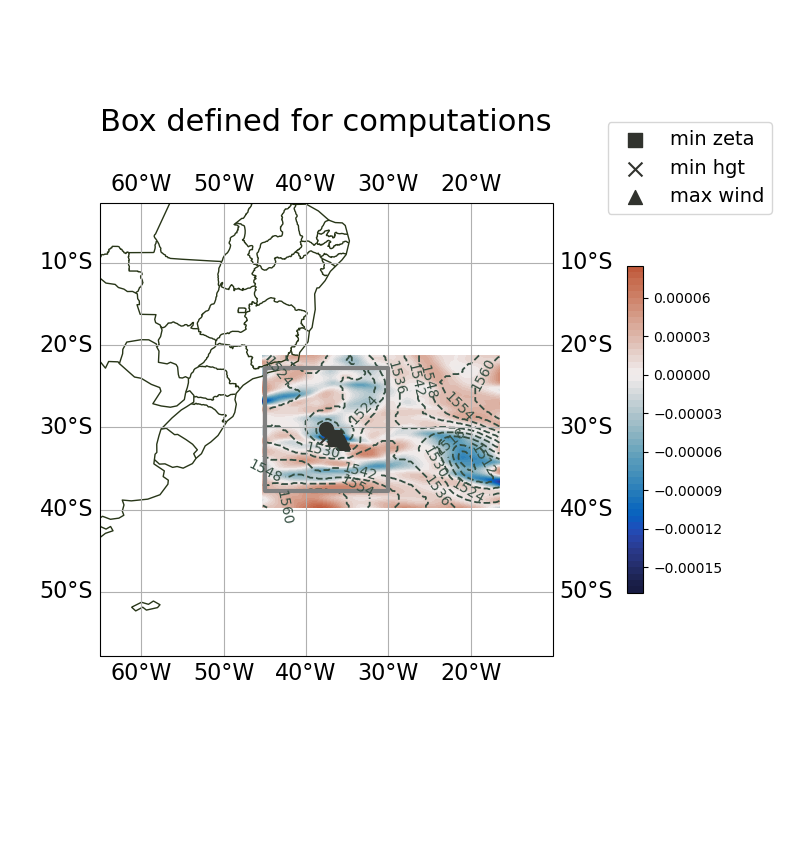 Box defined for computations
min zeta
min hgt
max wind
60°W 50°W 40°W 30°W 20°W
10°S 10°S
20°S 20°S
30°S 30°S
40°S 40°S
50°S 50°S
60°W 50°W 40°W 30°W 20°W
0.00006
0.00003
0.00000
−0.00003
−0.00006
−0.00009
−0.00012
−0.00015
1524
1536
1542
1548
1560
1524
1554
1530
1548
1542
1554
1530
1524
1536
1560